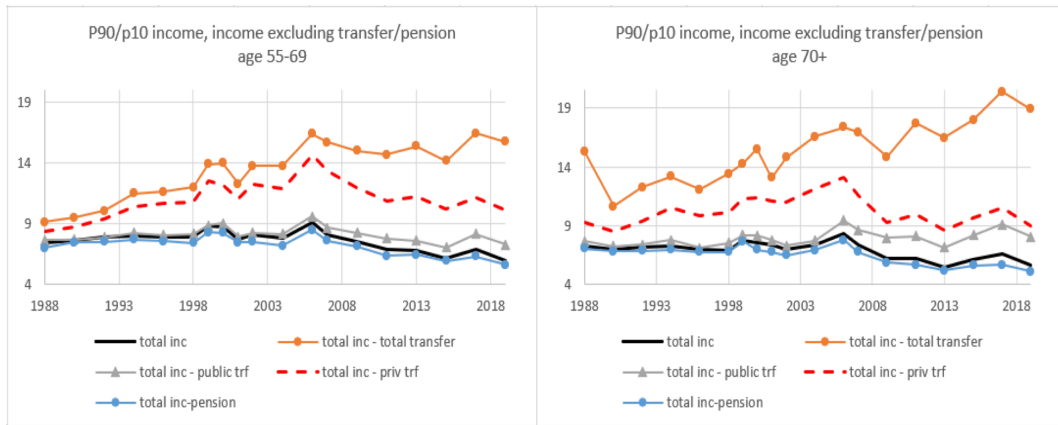 P90/p10 income, income excluding transfer/pension
age 55-69
19
14
9
4
1988 1993 1998 2003 2008 2013 2018
total inc
total inc - total transfer
total inc - public trf
total inc - priv trf
total inc-pension
P90/p10 income, income excluding transfer/pension
age 70+
19
14
9
4
1988 1993 1998 2003 2008 2013 2018
total inc
total inc - total transfer
total inc - public trf
total inc - priv trf
total inc-pension